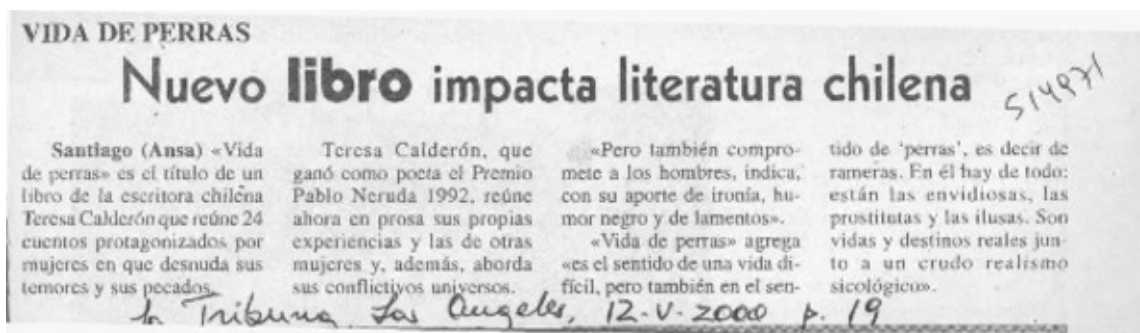 VIDA DE PERRAS
Nuevo libro impacta literatura chilena
514971
Santiago (Ansa) «Vida
de perras» es el título de un
libro de la escritora chilena
Teresa Calderón que reúne 24
cuentos protagonizados por
mujeres en que desnuda sus
temores y sus pecados.
Teresa Calderón, que
ganó como poeta el Premio
Pablo Neruda 1992, reúne
ahora en prosa sus propias
experiencias y las de otras
mujeres y, además, aborda
sus conflictivos universos.
«Pero también compro-
mete a los hombres, indica,
con su aporte de ironía, hu-
mor negro y de lamentos».
«Vida de perras» agrega
«es el sentido de una vida di-
fícil, pero también en el sen-
tido de ‘perras’, es decir de
rameras. En él hay de todo:
están las envidiosas, las
prostitutas y las ilusas. Son
vidas y destinos reales jun-
to a un crudo realismo
sicológico».
La Tribuna, Los Angeles, 12-V-2000 p. 19